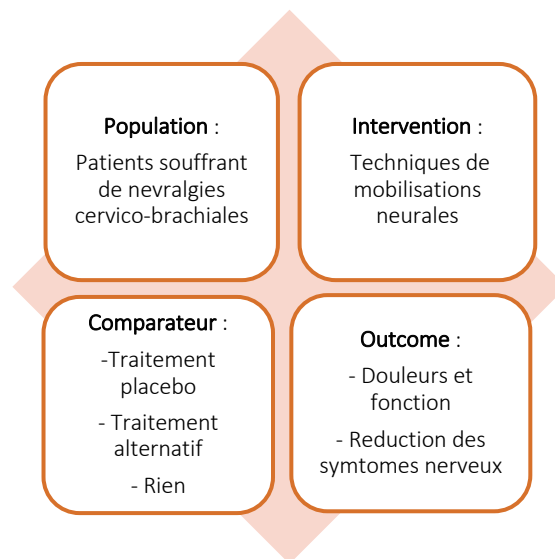 Population :
Patients souffrant
de nevralgies
cervico-brachiales
Intervention :
Techniques de
mobilisations
neurales
Comparateur :
-Traitement
placebo
- Traitement
alternatif
- Rien
Outcome :
- Douleurs et
fonction
- Reduction des
symtomes nerveux